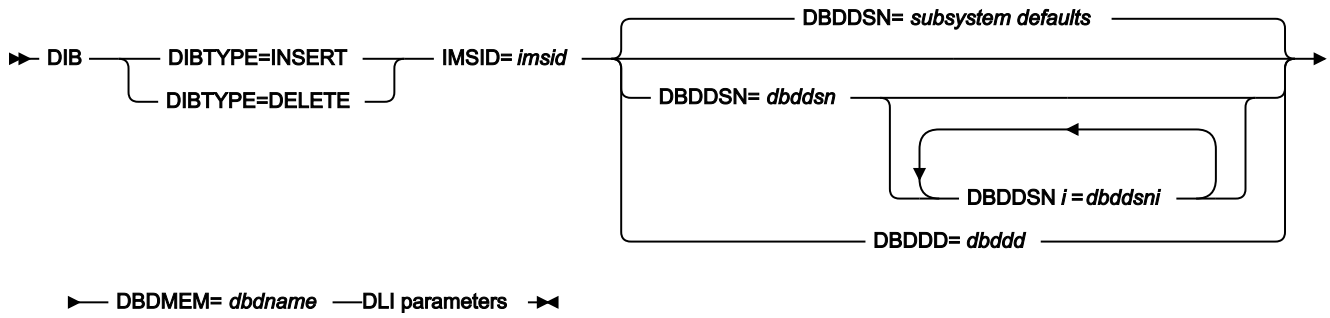 DBDDSN= subsystem defaults
DIB DIBTYPE=INSERT IMSID= imsid
DIBTYPE=DELETE
DBDDSN= dbddsn
DBDDSN i =dbddsni
DBDDD= dbddd
DBDMEM= dbdname DLI parameters